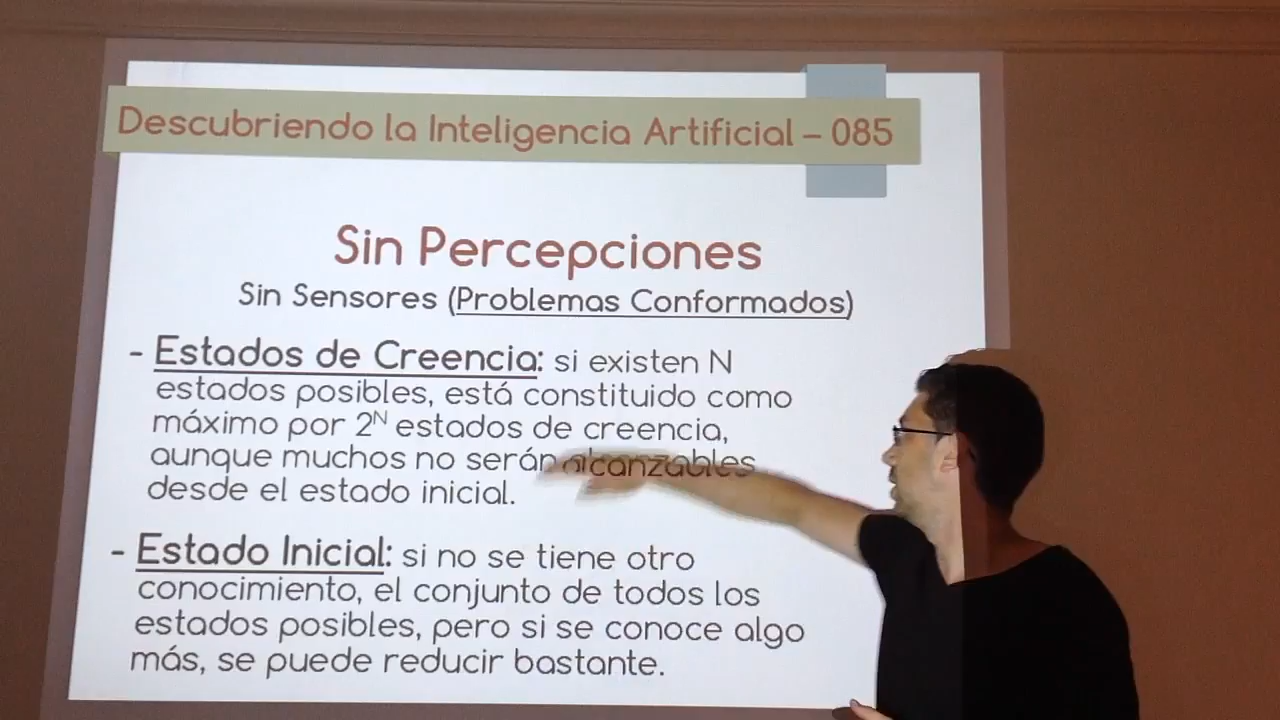 Descubriendo la Inteligencia Artificial – 085
Sin Percepciones
Sin Sensores (Problemas Conformados)
- Estados de Creencia: si existen N
estados posibles, está constituido como
máximo por 2ᴺ estados de creencia,
aunque muchos no serán alcanzables
desde el estado inicial.
- Estado Inicial: si no se tiene otro
conocimiento, el conjunto de todos los
estados posibles, pero si se conoce algo
más, se puede reducir bastante.